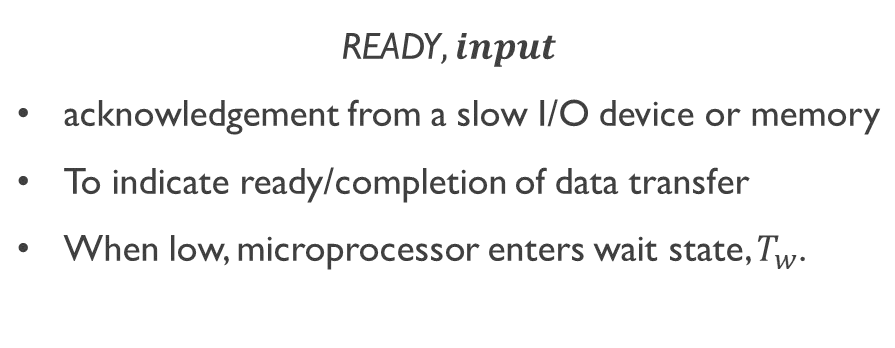 READY, input
• acknowledgement from a slow I/O device or memory
• To indicate ready/completion of data transfer
• When low, microprocessor enters wait state, T_w.